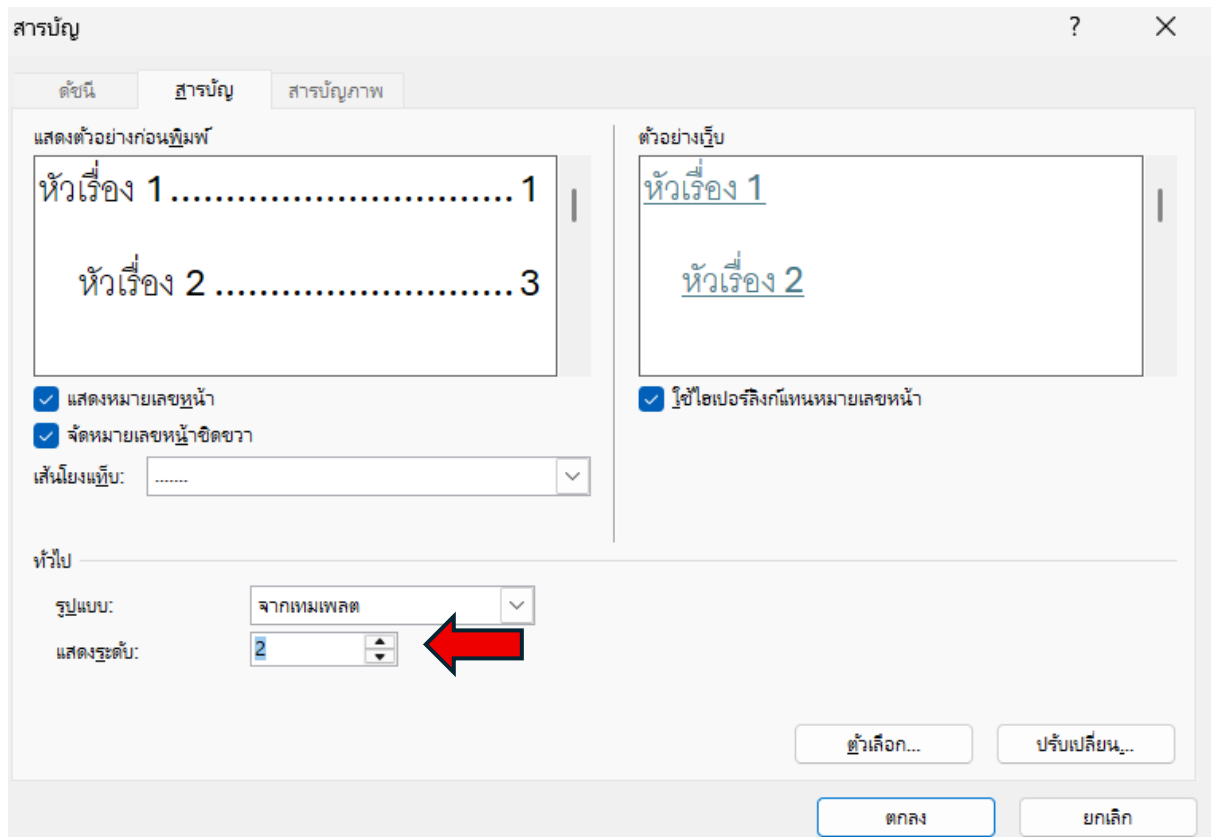 สารบัญ ?
ดัชนี สารบัญ สารบัญภาพ
แสดงตัวอย่างก่อนพิมพ์
หัวเรื่อง 1.............................. 1
หัวเรื่อง 2 ........................... 3
แสดงหมายเลขหน้า
จัดหมายเลขหน้าชิดขวา
เส้นโยงแท็บ: .......
ตัวอย่างเว็บ
หัวเรื่อง 1
หัวเรื่อง 2
ใช้ไฮเปอร์ลิงก์แทนหมายเลขหน้า
ทั่วไป
รูปแบบ: จากเทมเพลต
แสดงระดับ: 2
ตัวเลือก... ปรับเปลี่ยน...
ตกลง ยกเลิก